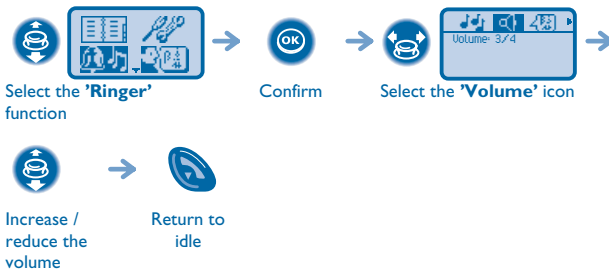 OK
Volume: 3/4
Select the ’Ringer’
function
Confirm
Select the ’Volume’ icon
Increase /
reduce the
volume
Return to
idle